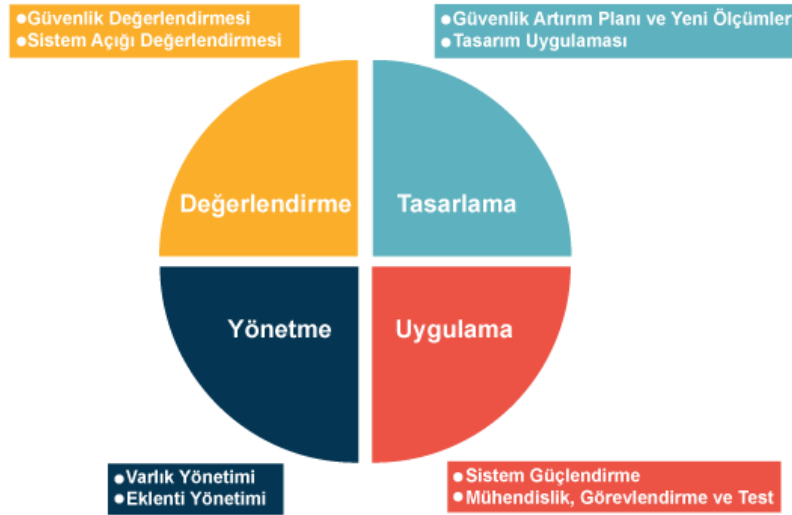 ●Güvenlik Değerlendirmesi
●Sistem Açığı Değerlendirmesi
●Güvenlik Artırım Planı ve Yeni Ölçümler
●Tasarım Uygulaması
Değerlendirme
Tasarlama
Yönetme
Uygulama
●Varlık Yönetimi
●Eklenti Yönetimi
●Sistem Güçlendirme
●Mühendislik, Görevlendirme ve Test